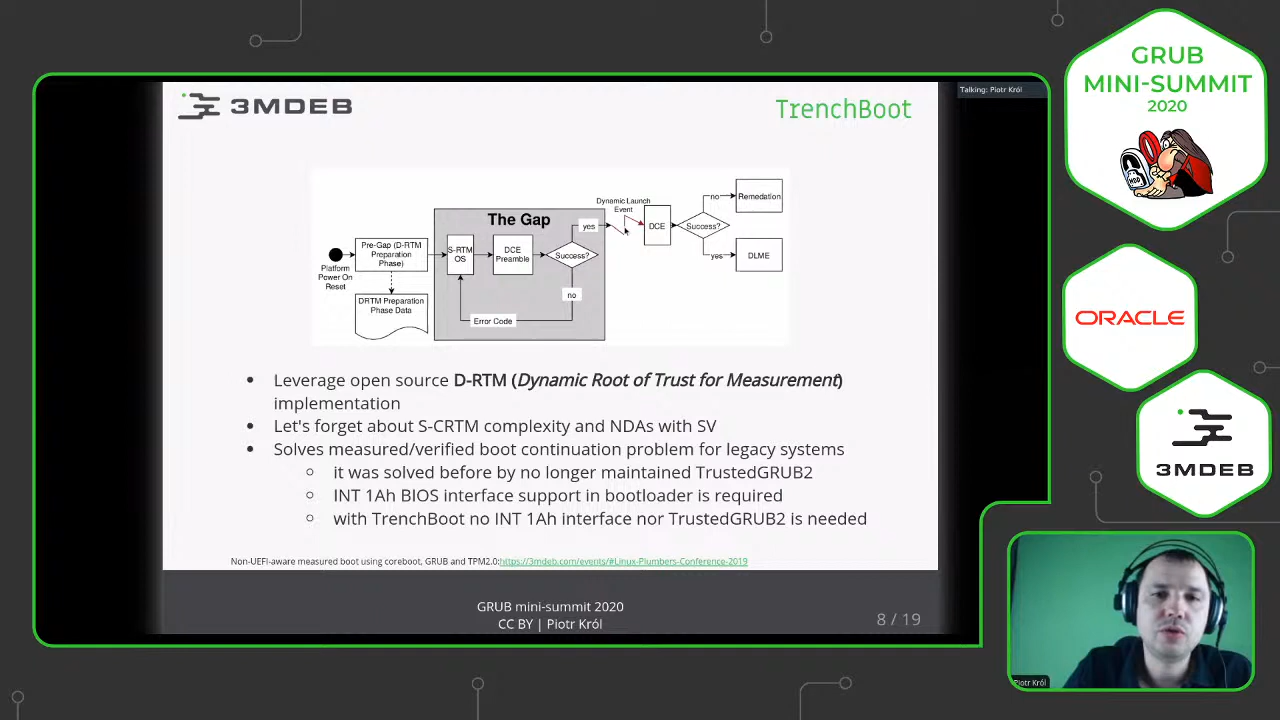 3MDEB
TrenchBoot
Talking: Piotr Król
GRUB
MINI-SUMMIT
2020
The Gap
Platform
Power On
Reset
Pre-Gap (D-RTM
Preparation
Phase)
DRTM Preparation
Phase Data
S-RTM
OS
DCE
Preamble
Success?
yes
no
Error Code
Dynamic Launch
Event
DCE
Success?
no
Remedation
yes
DLME
Leverage open source D-RTM (Dynamic Root of Trust for Measurement)
implementation
Let's forget about S-CRTM complexity and NDAs with SV
Solves measured/verified boot continuation problem for legacy systems
it was solved before by no longer maintained TrustedGRUB2
INT 1Ah BIOS interface support in bootloader is required
with TrenchBoot no INT 1Ah interface nor TrustedGRUB2 is needed
Non-UEFI-aware measured boot using coreboot, GRUB and TPM2.0:https://3mdeb.com/events/#Linux-Plumbers-Conference-2019
GRUB mini-summit 2020
CC BY | Piotr Król
8 / 19
ORACLE
3MDEB
Piotr Król